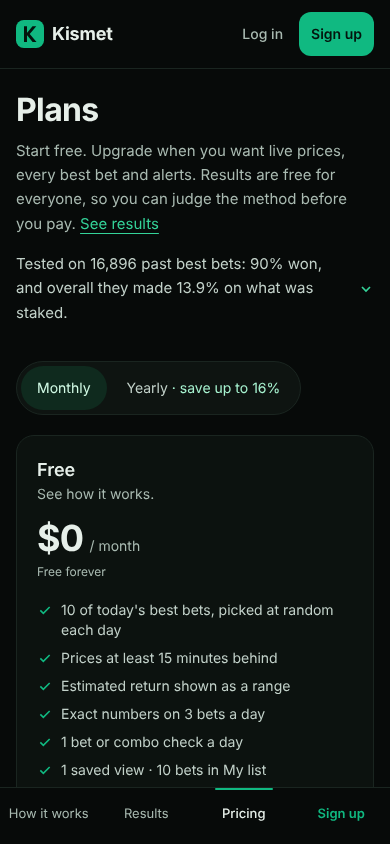 K Kismet
Log in
Sign up
Plans
Start free. Upgrade when you want live prices,
every best bet and alerts. Results are free for
everyone, so you can judge the method before
you pay. See results
Tested on 16,896 past best bets: 90% won,
and overall they made 13.9% on what was
staked.
Monthly
Yearly · save up to 16%
Free
See how it works.
$0 / month
Free forever
10 of today's best bets, picked at random
each day
Prices at least 15 minutes behind
Estimated return shown as a range
Exact numbers on 3 bets a day
1 bet or combo check a day
1 saved view · 10 bets in My list
How it works
Results
Pricing
Sign up